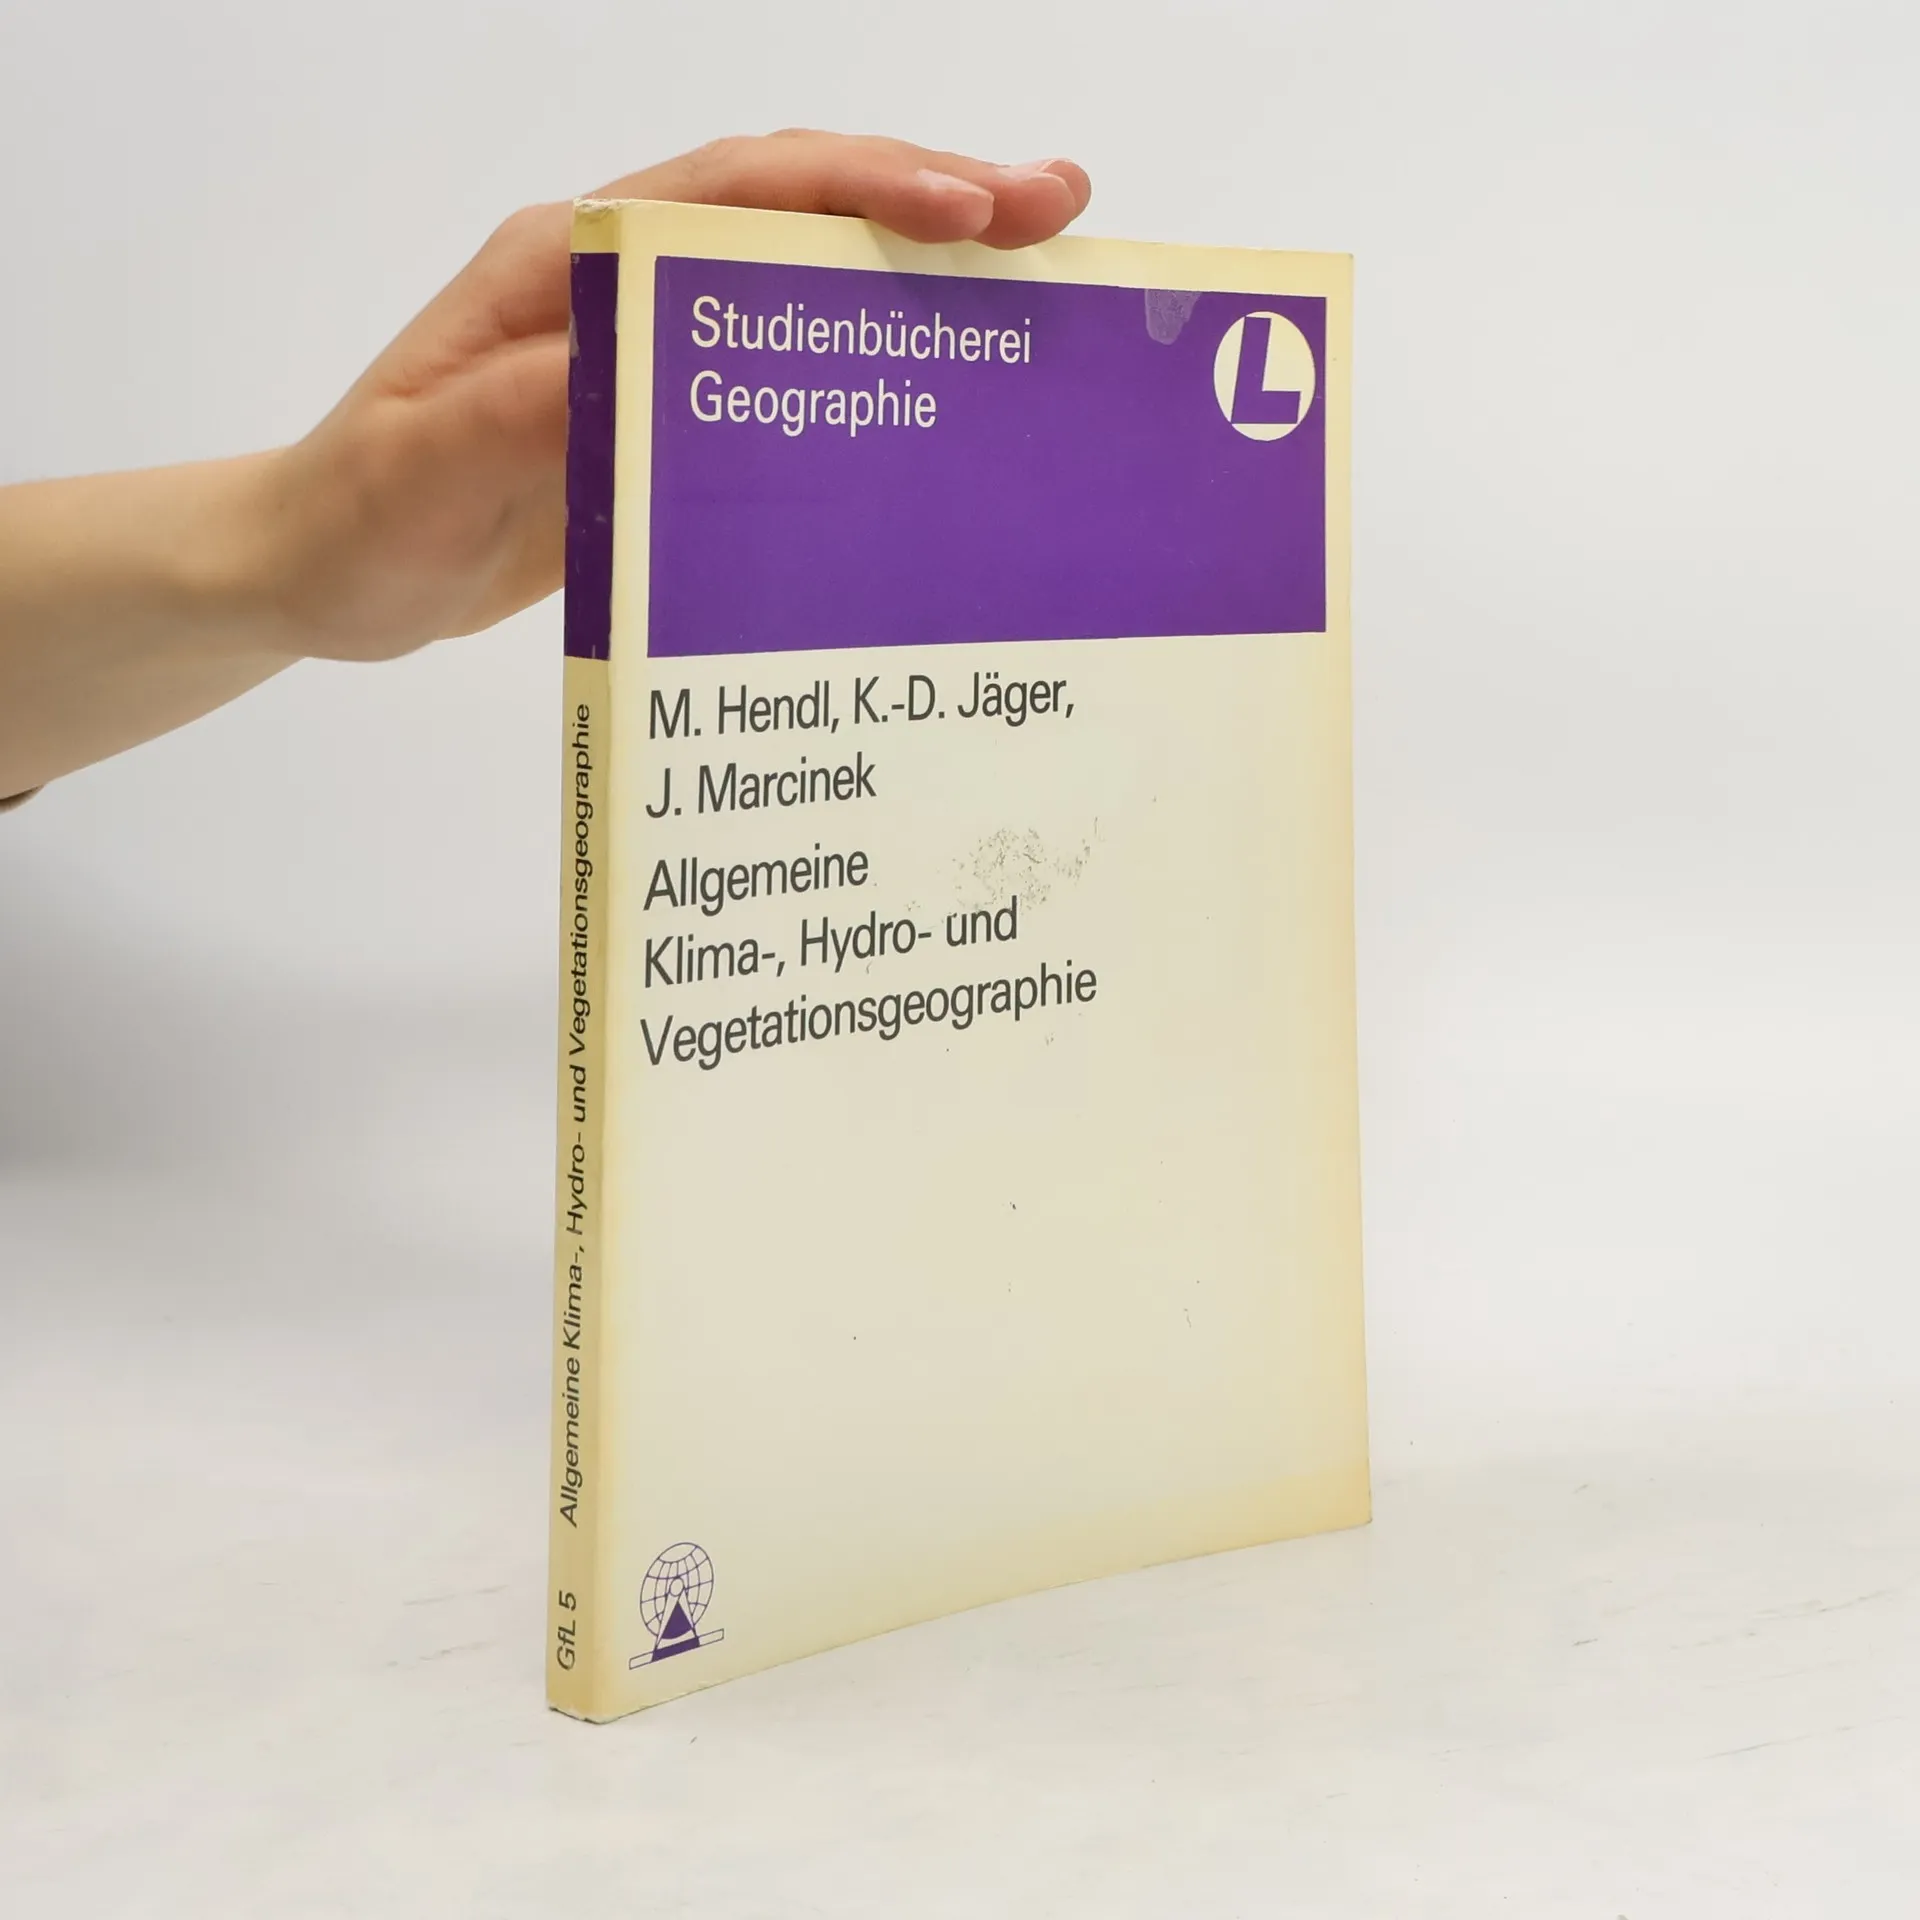 Studienbücherei
Geographie
L
M. Hendl, K.-D. Jäger,
J. Marcinek
Allgemeine
Klima-, Hydro- und
Vegetationsgeographie
GfL 5 Allgemeine Klima-, Hydro- und Vegetationsgeographie